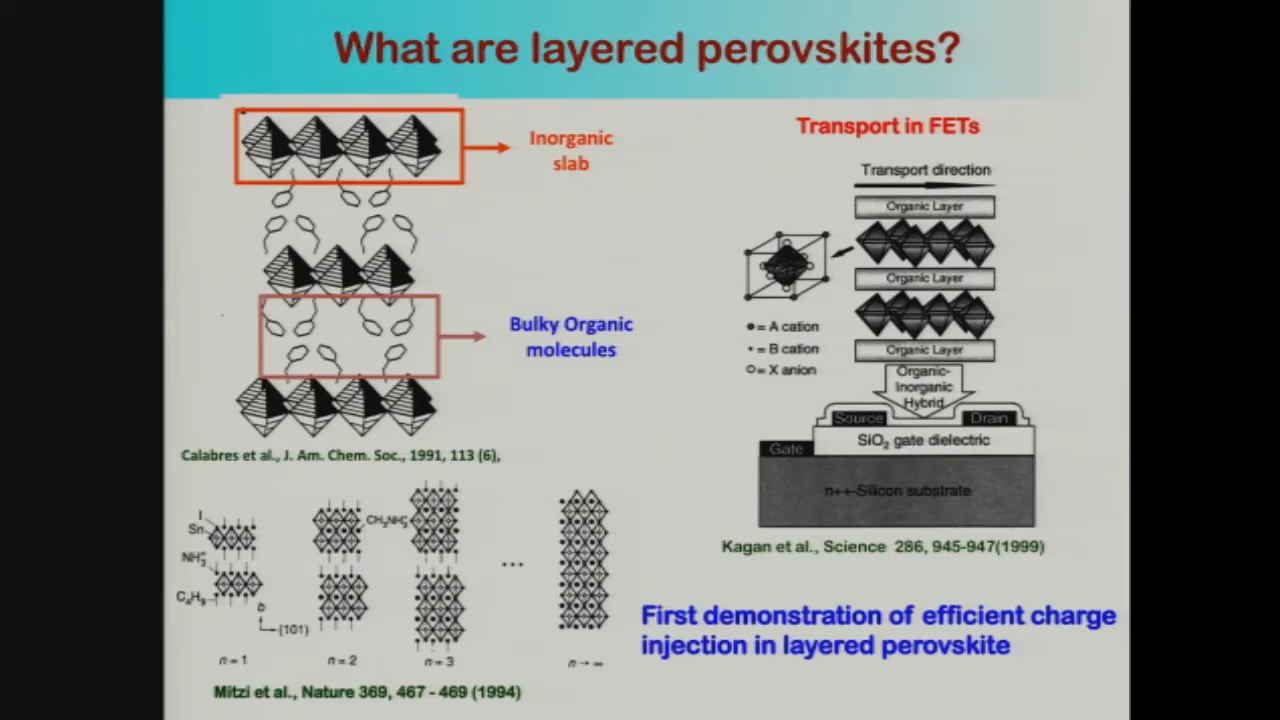 What are layered perovskites?
Inorganic
slab
Bulky Organic
molecules
Calabres et al., J. Am. Chem. Soc., 1991, 113 (6),
I
Sn
NH3+
C4H9
b
(101)
CH3NH3+
...
n=1
n=2
n=3
n→∞
Mitzi et al., Nature 369, 467 - 469 (1994)
Transport in FETs
Transport direction
Organic Layer
Organic Layer
Organic Layer
= A cation
= B cation
= X anion
Organic-
Inorganic
Hybrid
Source
Drain
SiO2 gate dielectric
Gate
n++-Silicon substrate
Kagan et al., Science 286, 945-947(1999)
First demonstration of efficient charge
injection in layered perovskite